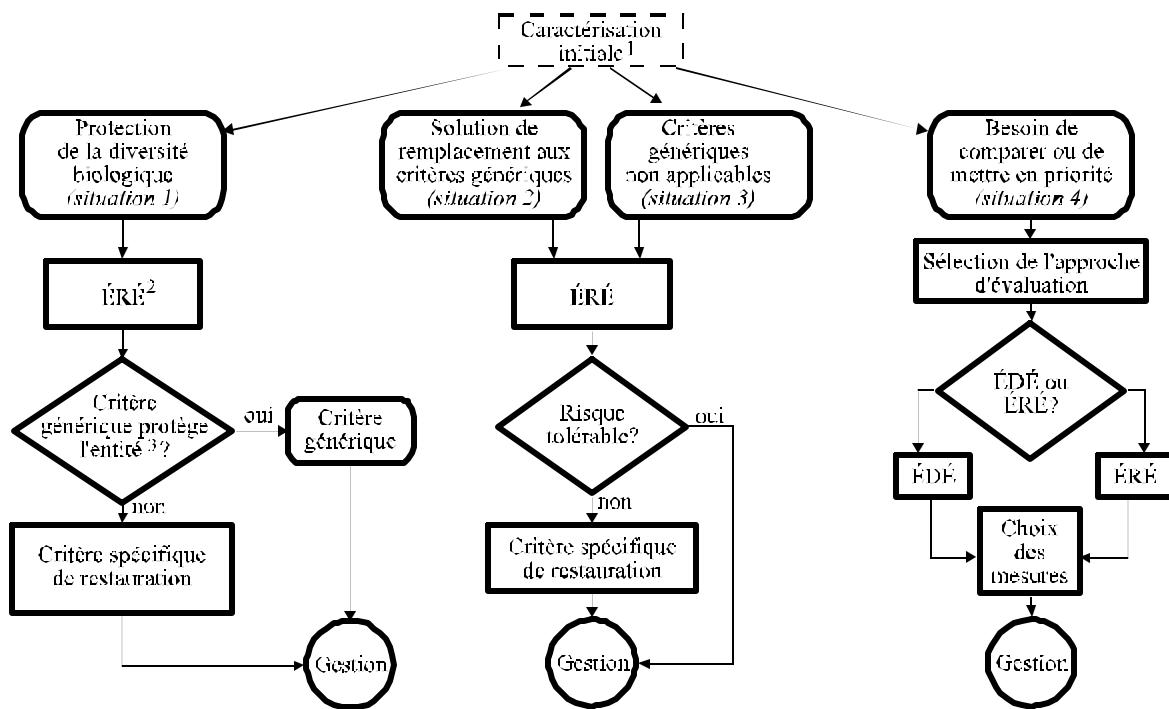 Caractérisation
initiale1
Protection
de la diversité
biologique
(situation 1)
Solution de
remplacement aux
critères génériques
(situation 2)
Critères
génériques
non applicables
(situation 3)
Besoin de
comparer ou de
mettre en priorité
(situation 4)
ÉRÉ2
ÉRÉ
Sélection de l'approche
d'évaluation
Critère
générique protège
l'entité 3 ?
oui
Critère
générique
Risque
tolérable?
oui
ÉDÉ ou
ÉRÉ?
ÉDÉ
ÉRÉ
non
non
Critère spécifique
de restauration
Critère spécifique
de restauration
Choix
des
mesures
Gestion
Gestion
Gestion